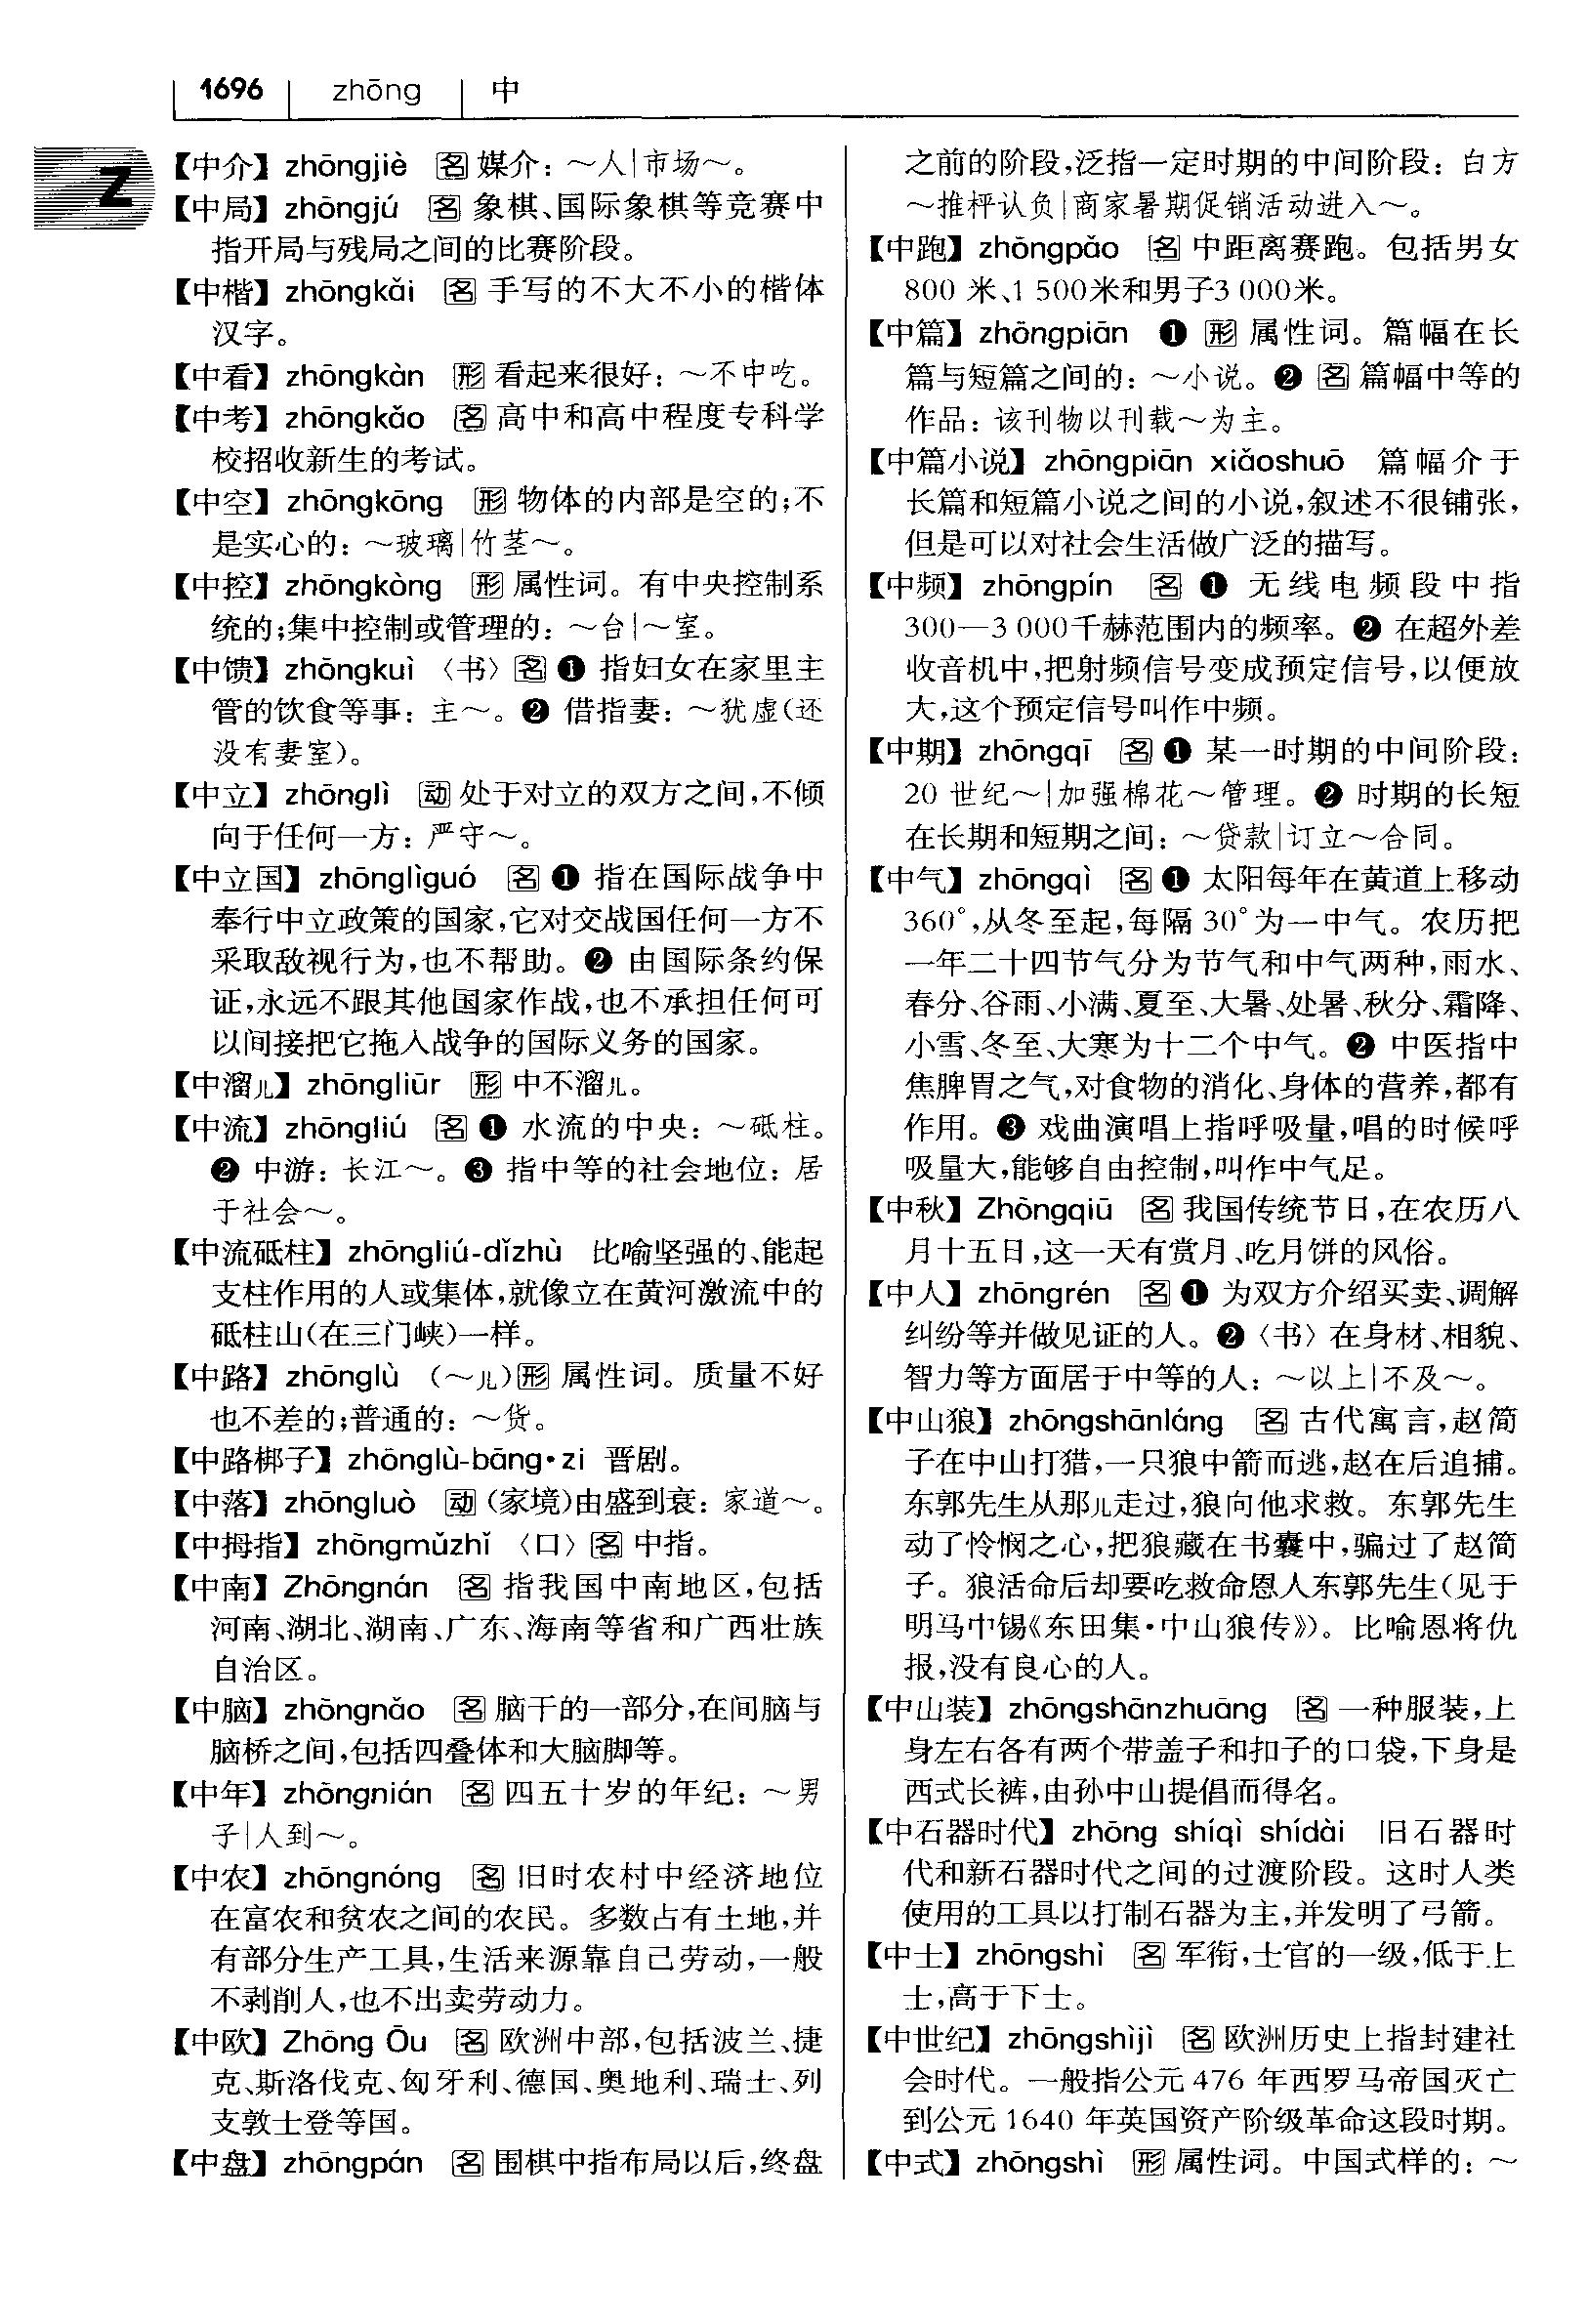 1696 zhōng 中
Z
【中介】 zhōngjiè 名 媒介：～人|市场～。
【中局】 zhōngjú 名 象棋、国际象棋等竞赛中
指开局与残局之间的比赛阶段。
【中楷】 zhōngkǎi 名 手写的不大不小的楷体
汉字。
【中看】 zhōngkàn 形 看起来很好：～不中吃。
【中考】 zhōngkǎo 名 高中和高中程度专科学
校招收新生的考试。
【中空】 zhōngkōng 形 物体的内部是空的；不
是实心的：～玻璃|竹茎～。
【中控】 zhōngkòng 形 属性词。有中央控制系
统的；集中控制或管理的：～台|～室。
【中馈】 zhōngkuì 〈书〉名 ❶ 指妇女在家里主
管的饮食等事：主～。❷ 借指妻：～犹虚（还
没有妻室）。
【中立】 zhōnglì 动 处于对立的双方之间，不倾
向于任何一方：严守～。
【中立国】 zhōnglìguó 名 ❶ 指在国际战争中
奉行中立政策的国家，它对交战国任何一方不
采取敌视行为，也不帮助。❷ 由国际条约保
证，永远不跟其他国家作战，也不承担任何可
以间接把它拖入战争的国际义务的国家。
【中溜儿】 zhōngliūr 形 中不溜儿。
【中流】 zhōngliú 名 ❶ 水流的中央：～砥柱。
❷ 中游：长江～。❸ 指中等的社会地位：居
于社会～。
【中流砥柱】 zhōngliú-dǐzhù 比喻坚强的、能起
支柱作用的人或集体，就像立在黄河激流中的
砥柱山（在三门峡）一样。
【中路】 zhōnglù （～儿）形 属性词。质量不好
也不差的；普通的：～货。
【中路梆子】 zhōnglù-bāng·zi 晋剧。
【中落】 zhōngluò 动 （家境）由盛到衰：家道～。
【中拇指】 zhōngmǔzhǐ 〈口〉名 中指。
【中南】 Zhōngnán 名 指我国中南地区，包括
河南、湖北、湖南、广东、海南等省和广西壮族
自治区。
【中脑】 zhōngnǎo 名 脑干的一部分，在间脑与
脑桥之间，包括四叠体和大脑脚等。
【中年】 zhōngnián 名 四五十岁的年纪：～男
子|人到～。
【中农】 zhōngnóng 名 旧时农村中经济地位
在富农和贫农之间的农民。多数占有土地，并
有部分生产工具，生活来源靠自己劳动，一般
不剥削人，也不出卖劳动力。
【中欧】 Zhōng Ōu 名 欧洲中部，包括波兰、捷
克、斯洛伐克、匈牙利、德国、奥地利、瑞士、列
支敦士登等国。
【中盘】 zhōngpán 名 围棋中指布局以后，终盘
之前的阶段，泛指一定时期的中间阶段：白方
～推枰认负|商家暑期促销活动进入～。
【中跑】 zhōngpǎo 名 中距离赛跑。包括男女
800 米、1 500米和男子3 000米。
【中篇】 zhōngpiān ❶ 形 属性词。篇幅在长
篇与短篇之间的：～小说。❷ 名 篇幅中等的
作品：该刊物以刊载～为主。
【中篇小说】 zhōngpiān xiǎoshuō 篇幅介于
长篇和短篇小说之间的小说，叙述不很铺张，
但是可以对社会生活做广泛的描写。
【中频】 zhōngpín 名 ❶ 无线电频段中指
300—3 000千赫范围内的频率。❷ 在超外差
收音机中，把射频信号变成预定信号，以便放
大，这个预定信号叫作中频。
【中期】 zhōngqī 名 ❶ 某一时期的中间阶段：
20 世纪～|加强棉花～管理。❷ 时期的长短
在长期和短期之间：～贷款|订立～合同。
【中气】 zhōngqì 名 ❶ 太阳每年在黄道上移动
360°，从冬至起，每隔 30°为一中气。农历把
一年二十四节气分为节气和中气两种，雨水、
春分、谷雨、小满、夏至、大暑、处暑、秋分、霜降、
小雪、冬至、大寒为十二个中气。❷ 中医指中
焦脾胃之气，对食物的消化、身体的营养，都有
作用。❸ 戏曲演唱上指呼吸量，唱的时候呼
吸量大，能够自由控制，叫作中气足。
【中秋】 Zhōngqiū 名 我国传统节日，在农历八
月十五日，这一天有赏月、吃月饼的风俗。
【中人】 zhōngrén 名 ❶ 为双方介绍买卖、调解
纠纷等并做见证的人。❷〈书〉在身材、相貌、
智力等方面居于中等的人：～以上|不及～。
【中山狼】 zhōngshānláng 名 古代寓言，赵简
子在中山打猎，一只狼中箭而逃，赵在后追捕。
东郭先生从那儿走过，狼向他求救。东郭先生
动了怜悯之心，把狼藏在书囊中，骗过了赵简
子。狼活命后却要吃救命恩人东郭先生（见于
明马中锡《东田集·中山狼传》）。比喻恩将仇
报，没有良心的人。
【中山装】 zhōngshānzhuāng 名 一种服装，上
身左右各有两个带盖子和扣子的口袋，下身是
西式长裤，由孙中山提倡而得名。
【中石器时代】 zhōng shíqì shídài 旧石器时
代和新石器时代之间的过渡阶段。这时人类
使用的工具以打制石器为主，并发明了弓箭。
【中士】 zhōngshì 名 军衔，士官的一级，低于上
士，高于下士。
【中世纪】 zhōngshìjì 名 欧洲历史上指封建社
会时代。一般指公元 476 年西罗马帝国灭亡
到公元 1640 年英国资产阶级革命这段时期。
【中式】 zhōngshì 形 属性词。中国式样的：～